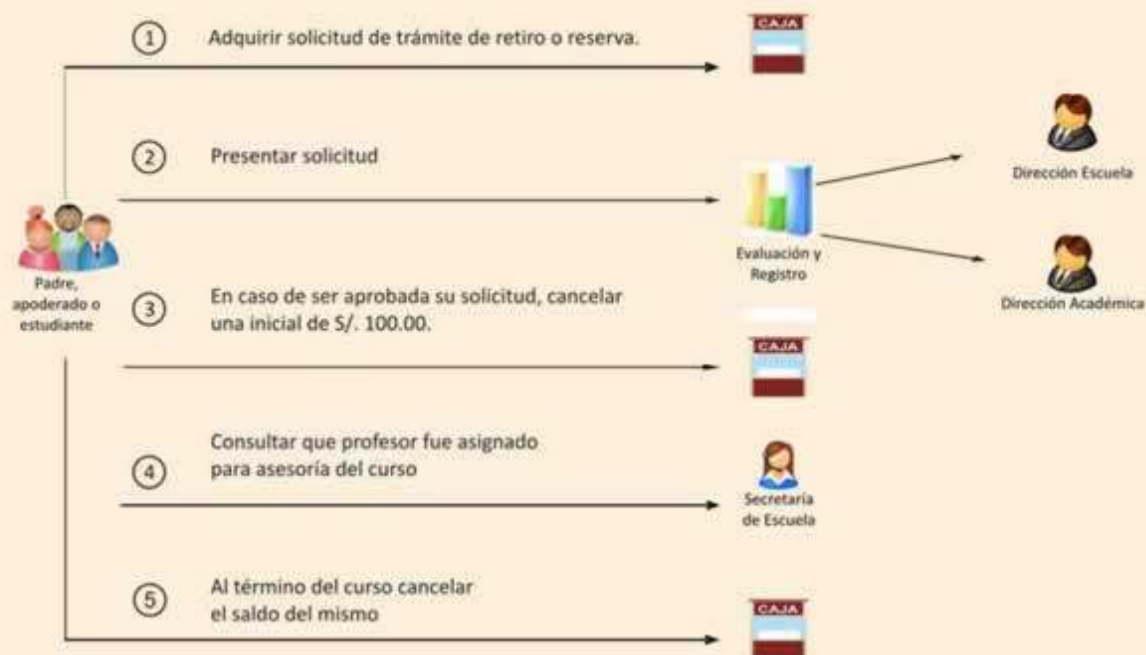 CAJA
1 Adquirir solicitud de trámite de retiro o reserva.
2 Presentar solicitud
Dirección Escuela
Evaluación y
Registro
Dirección Académica
Padre,
apoderado o
estudiante
3 En caso de ser aprobada su solicitud, cancelar
una inicial de S/. 100.00.
CAJA
4 Consultar que profesor fue asignado
para asesoría del curso
Secretaría
de Escuela
5 Al término del curso cancelar
el saldo del mismo
CAJA